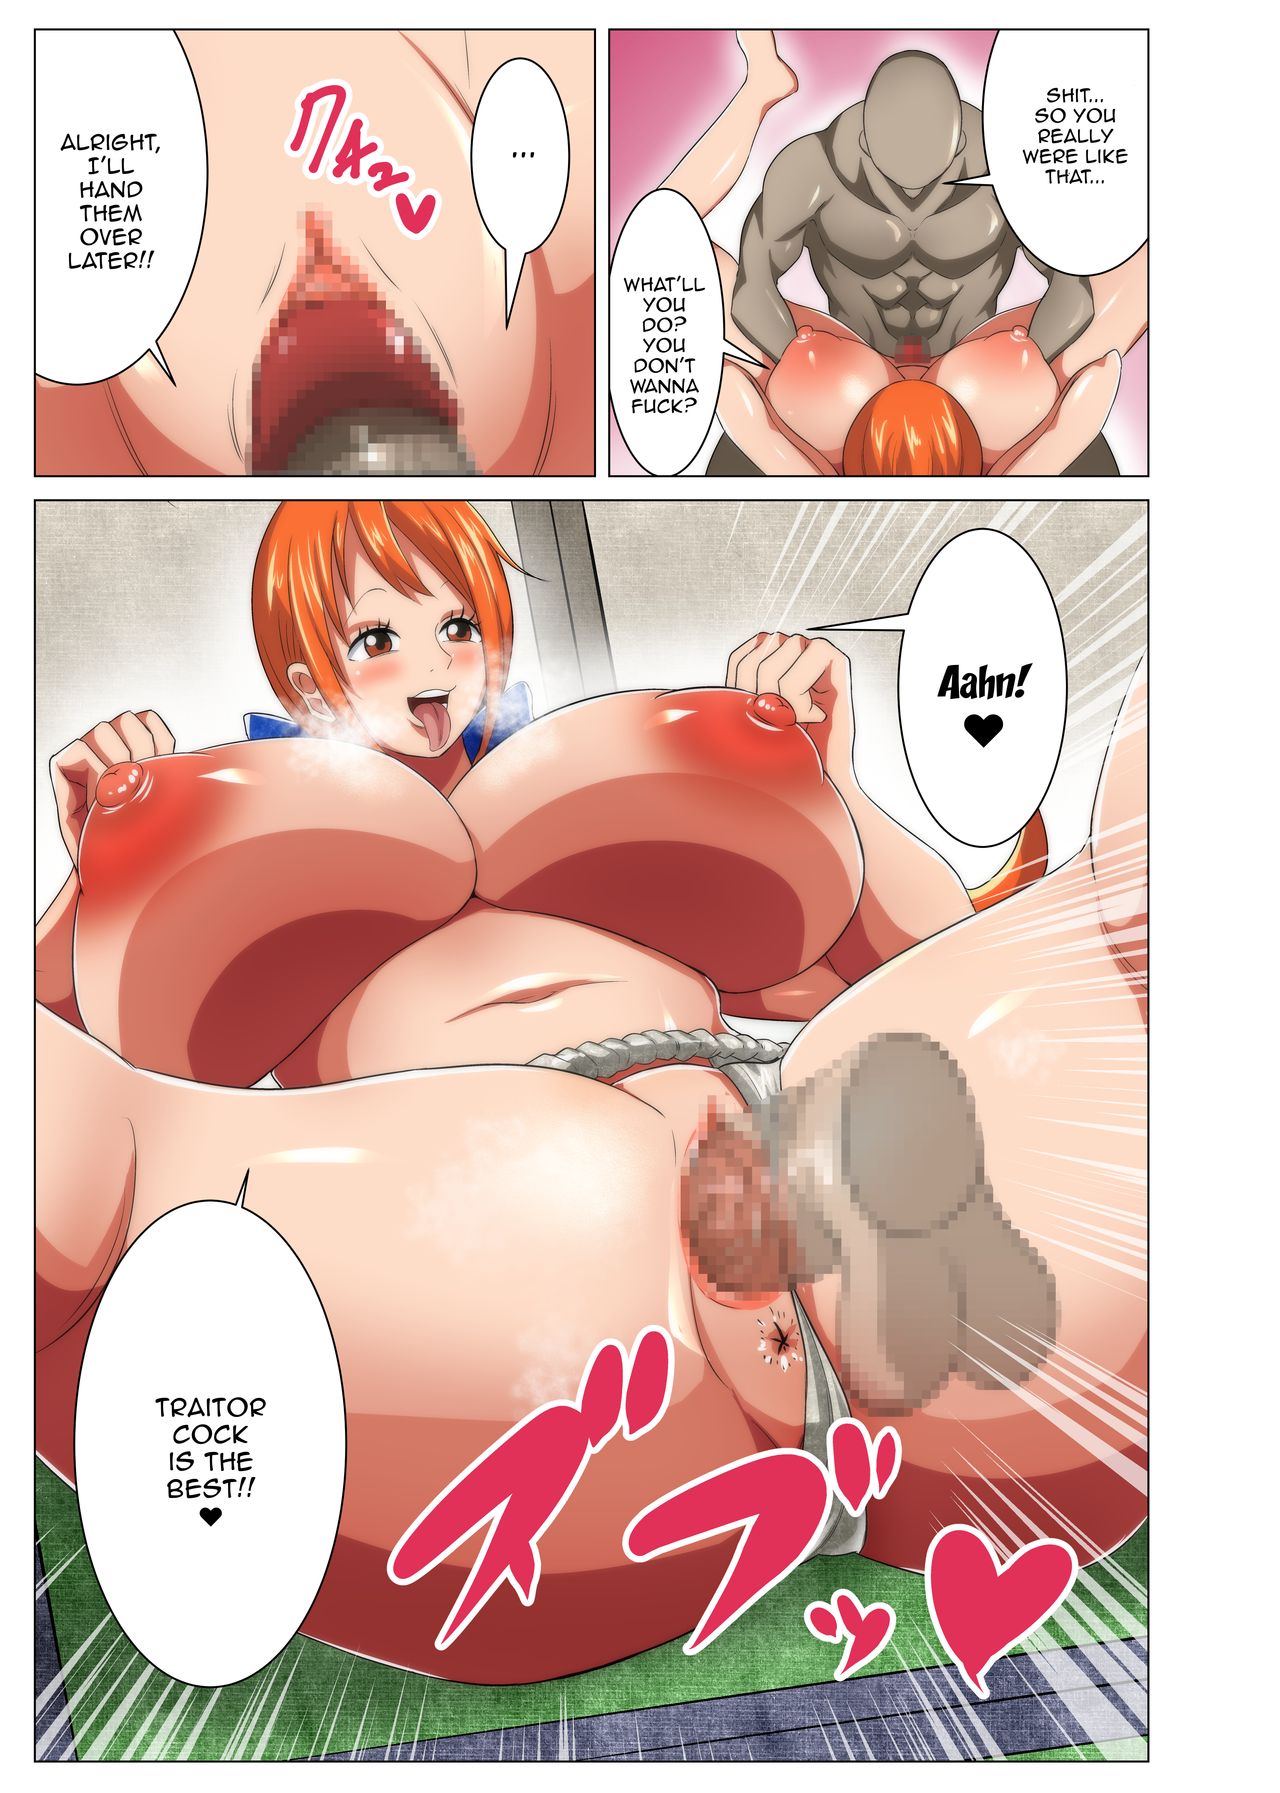 SHIT...
SO YOU
REALLY
WERE LIKE
THAT...
WHAT'LL
YOU
DO?
YOU
DON'T
WANNA
FUCK?
...
ALRIGHT,
I'LL
HAND
THEM
OVER
LATER!!
Aahn!
♥
TRAITOR
COCK
IS THE
BEST!!
♥
ズブッ♥